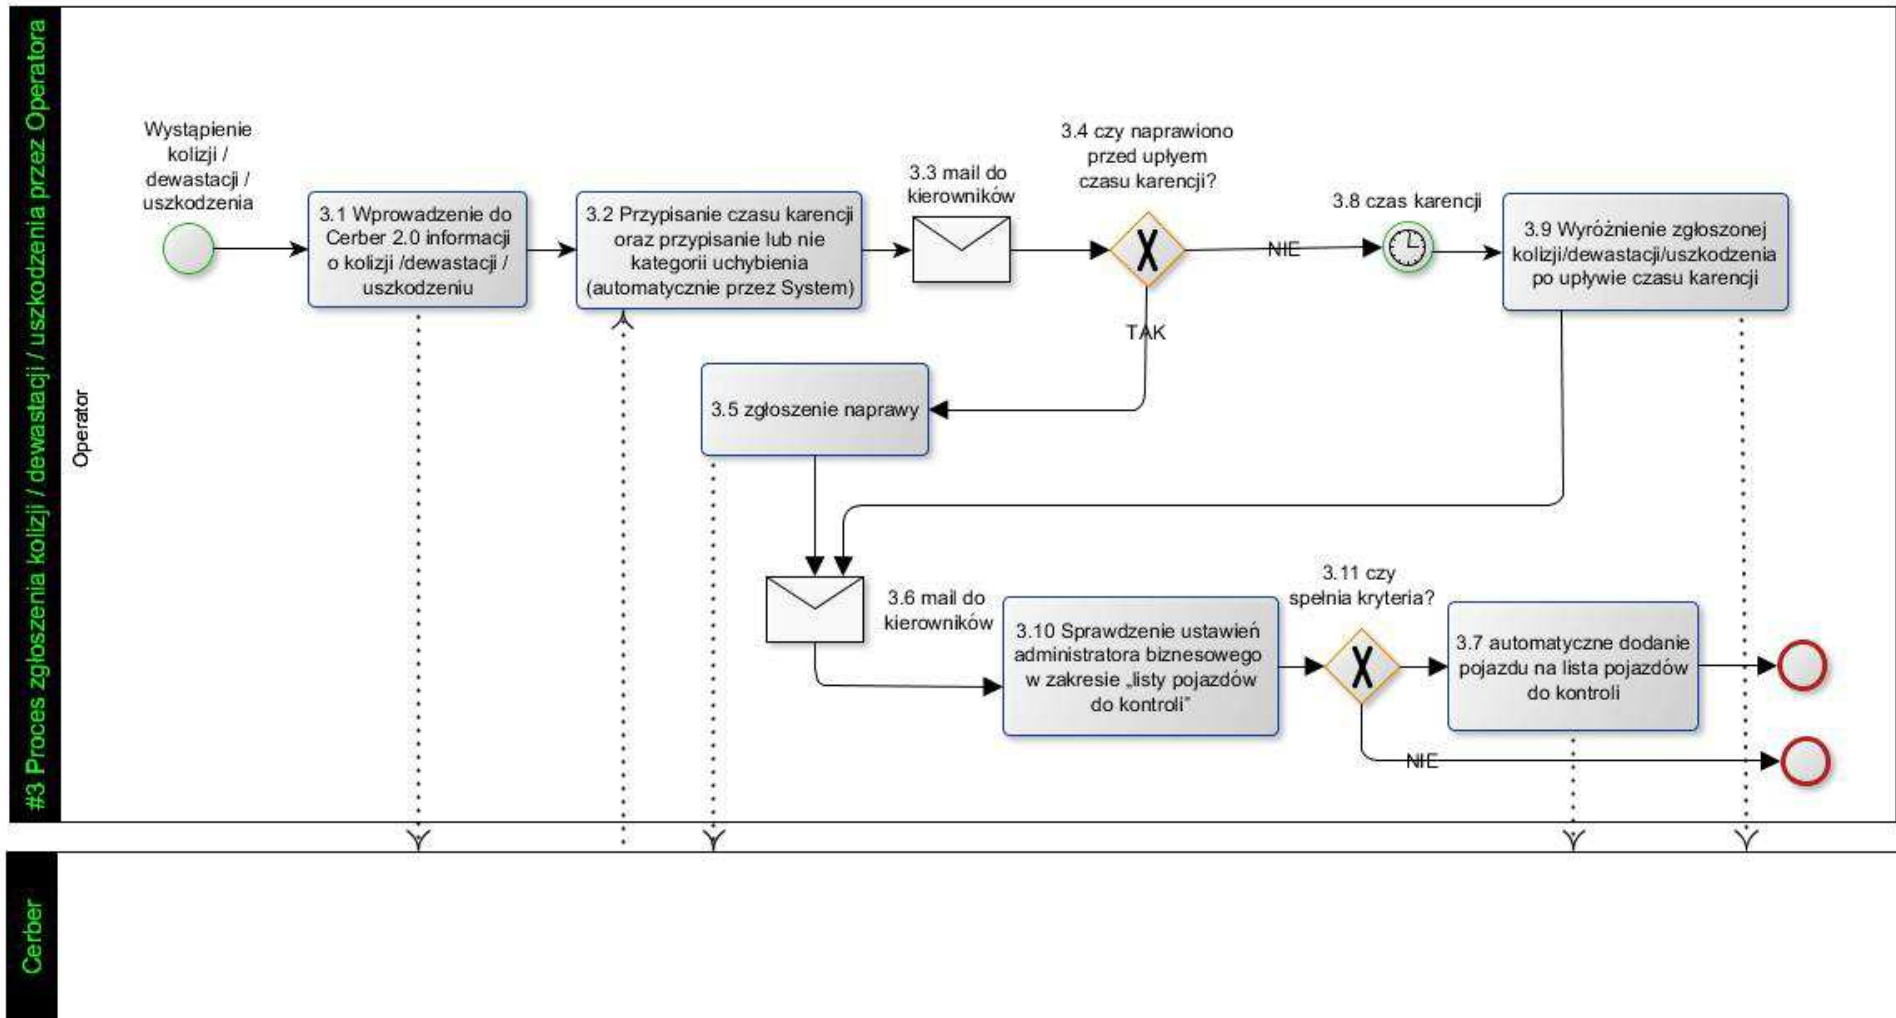 #3 Proces zgłoszenia kolizji / dewastacji / uszkodzenia przez Operatora
Operator
Wystąpienie
kolizji /
dewastacji /
uszkodzenia
3.1 Wprowadzenie do
Cerber 2.0 informacji
o kolizji /dewastacji /
uszkodzeniu
3.2 Przypisanie czasu karencji
oraz przypisanie lub nie
kategorii uchybienia
(automatycznie przez System)
3.3 mail do
kierowników
3.4 czy naprawiono
przed upłyem
czasu karencji?
NIE
TAK
3.8 czas karencji
3.9 Wyróżnienie zgłoszonej
kolizji/dewastacji/uszkodzenia
po upływie czasu karencji
3.5 zgłoszenie naprawy
3.6 mail do
kierowników
3.10 Sprawdzenie ustawień
administratora biznesowego
w zakresie „listy pojazdów
do kontroli”
3.11 czy
spełnia kryteria?
3.7 automatyczne dodanie
pojazdu na lista pojazdów
do kontroli
NIE
Cerber